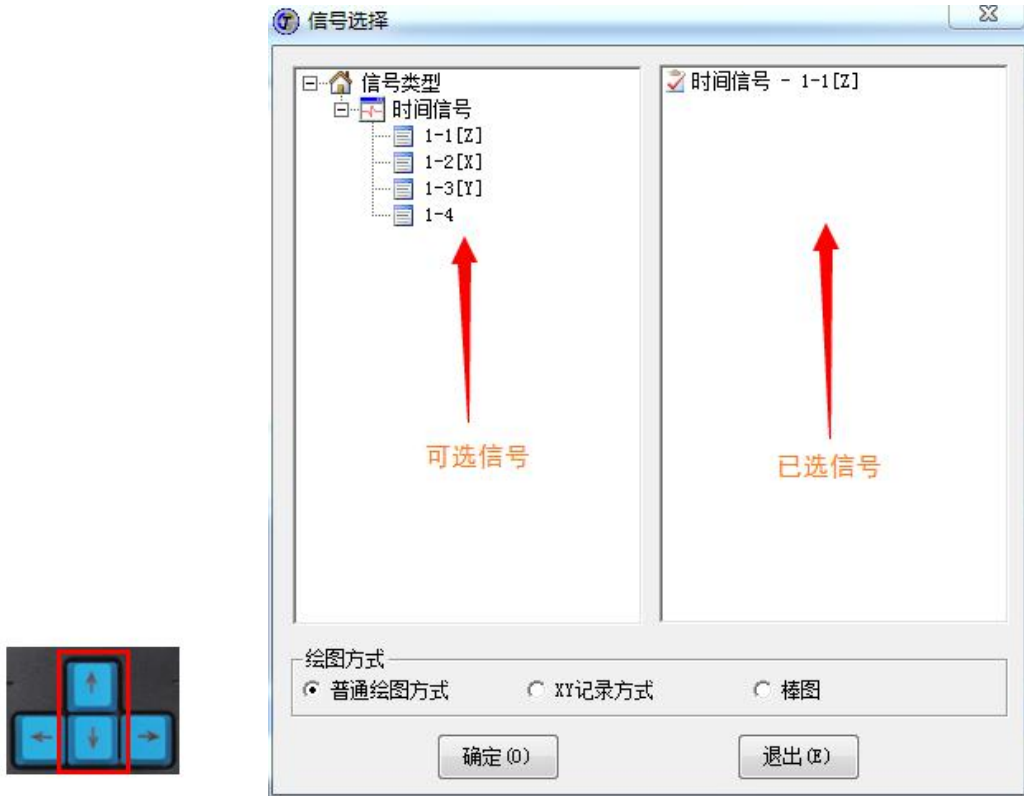 信号选择
信号类型
时间信号
1-1[Z]
1-2[X]
1-3[Y]
1-4
时间信号 - 1-1[Z]
可选信号
已选信号
绘图方式
普通绘图方式
XY记录方式
棒图
确定(O)
退出(E)